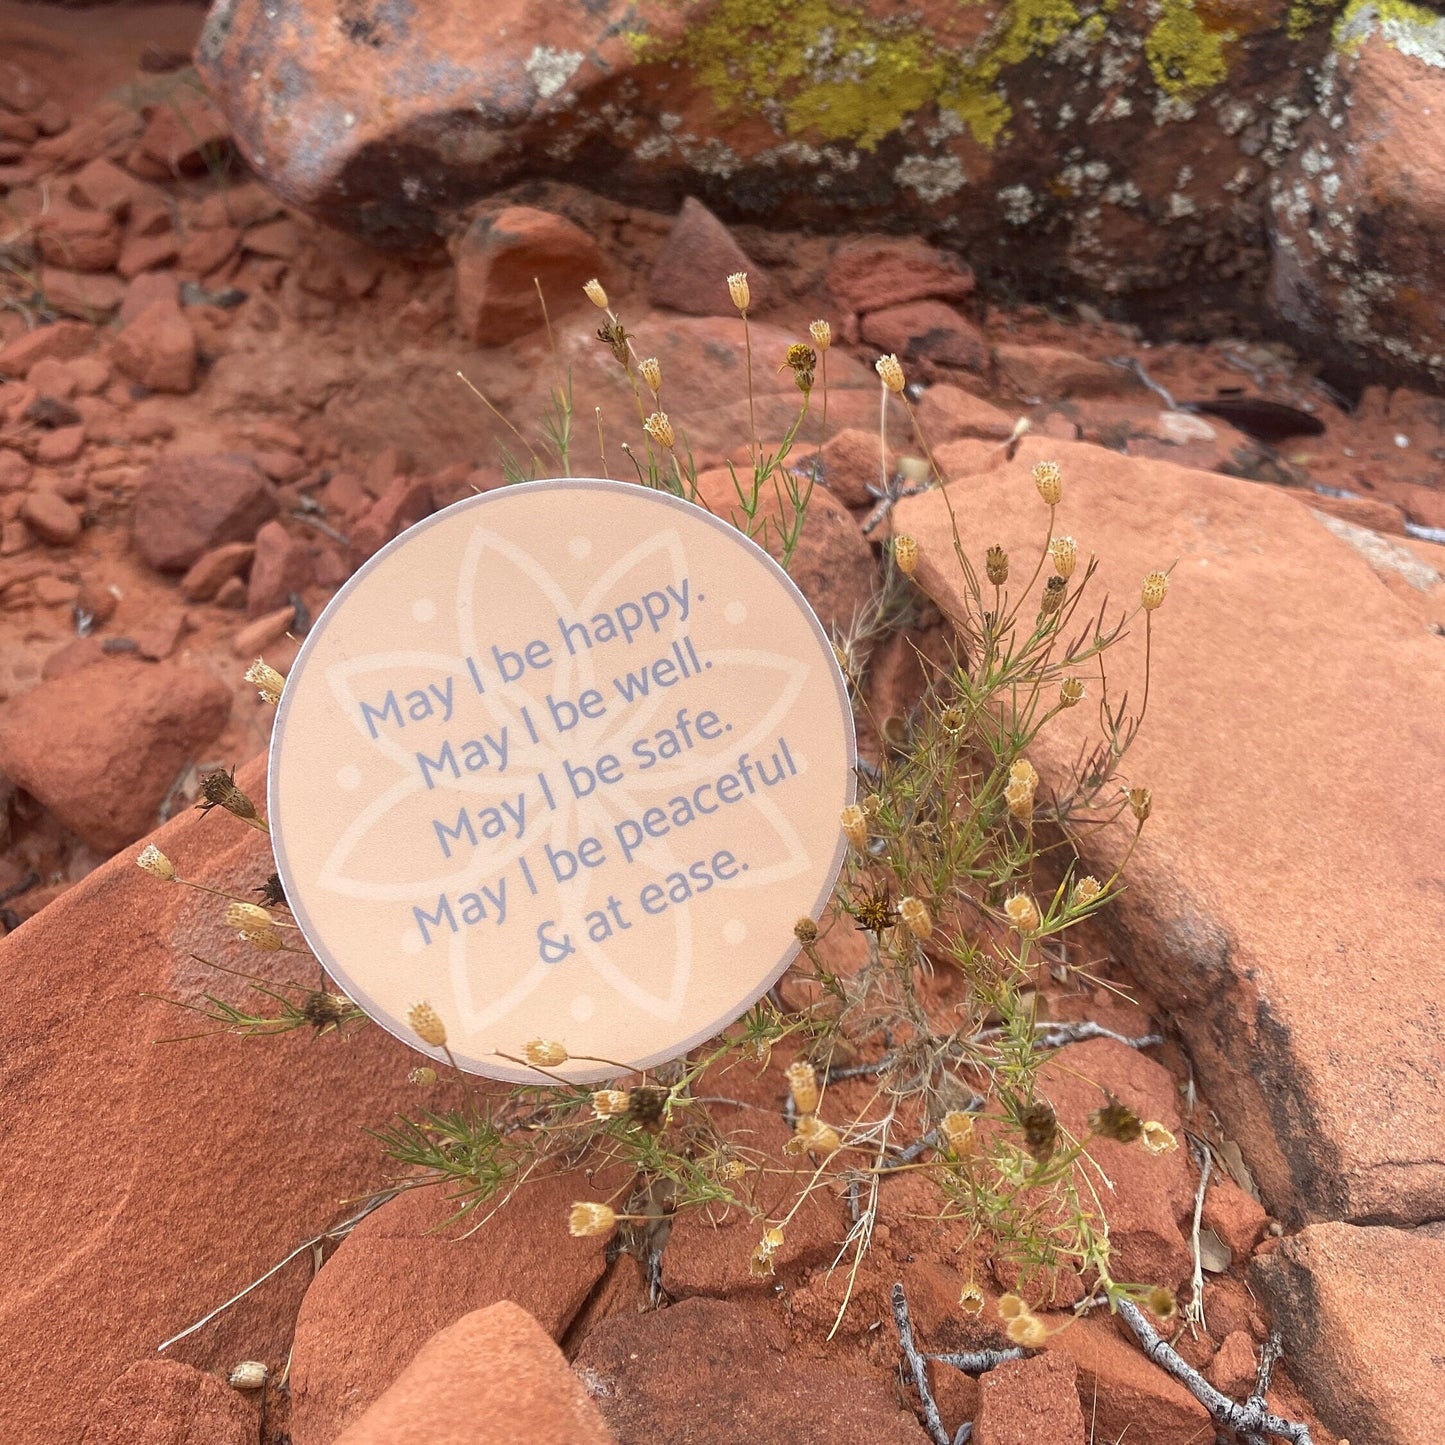 May I be happy.
May I be well.
May I be safe.
May I be peaceful
& at ease.